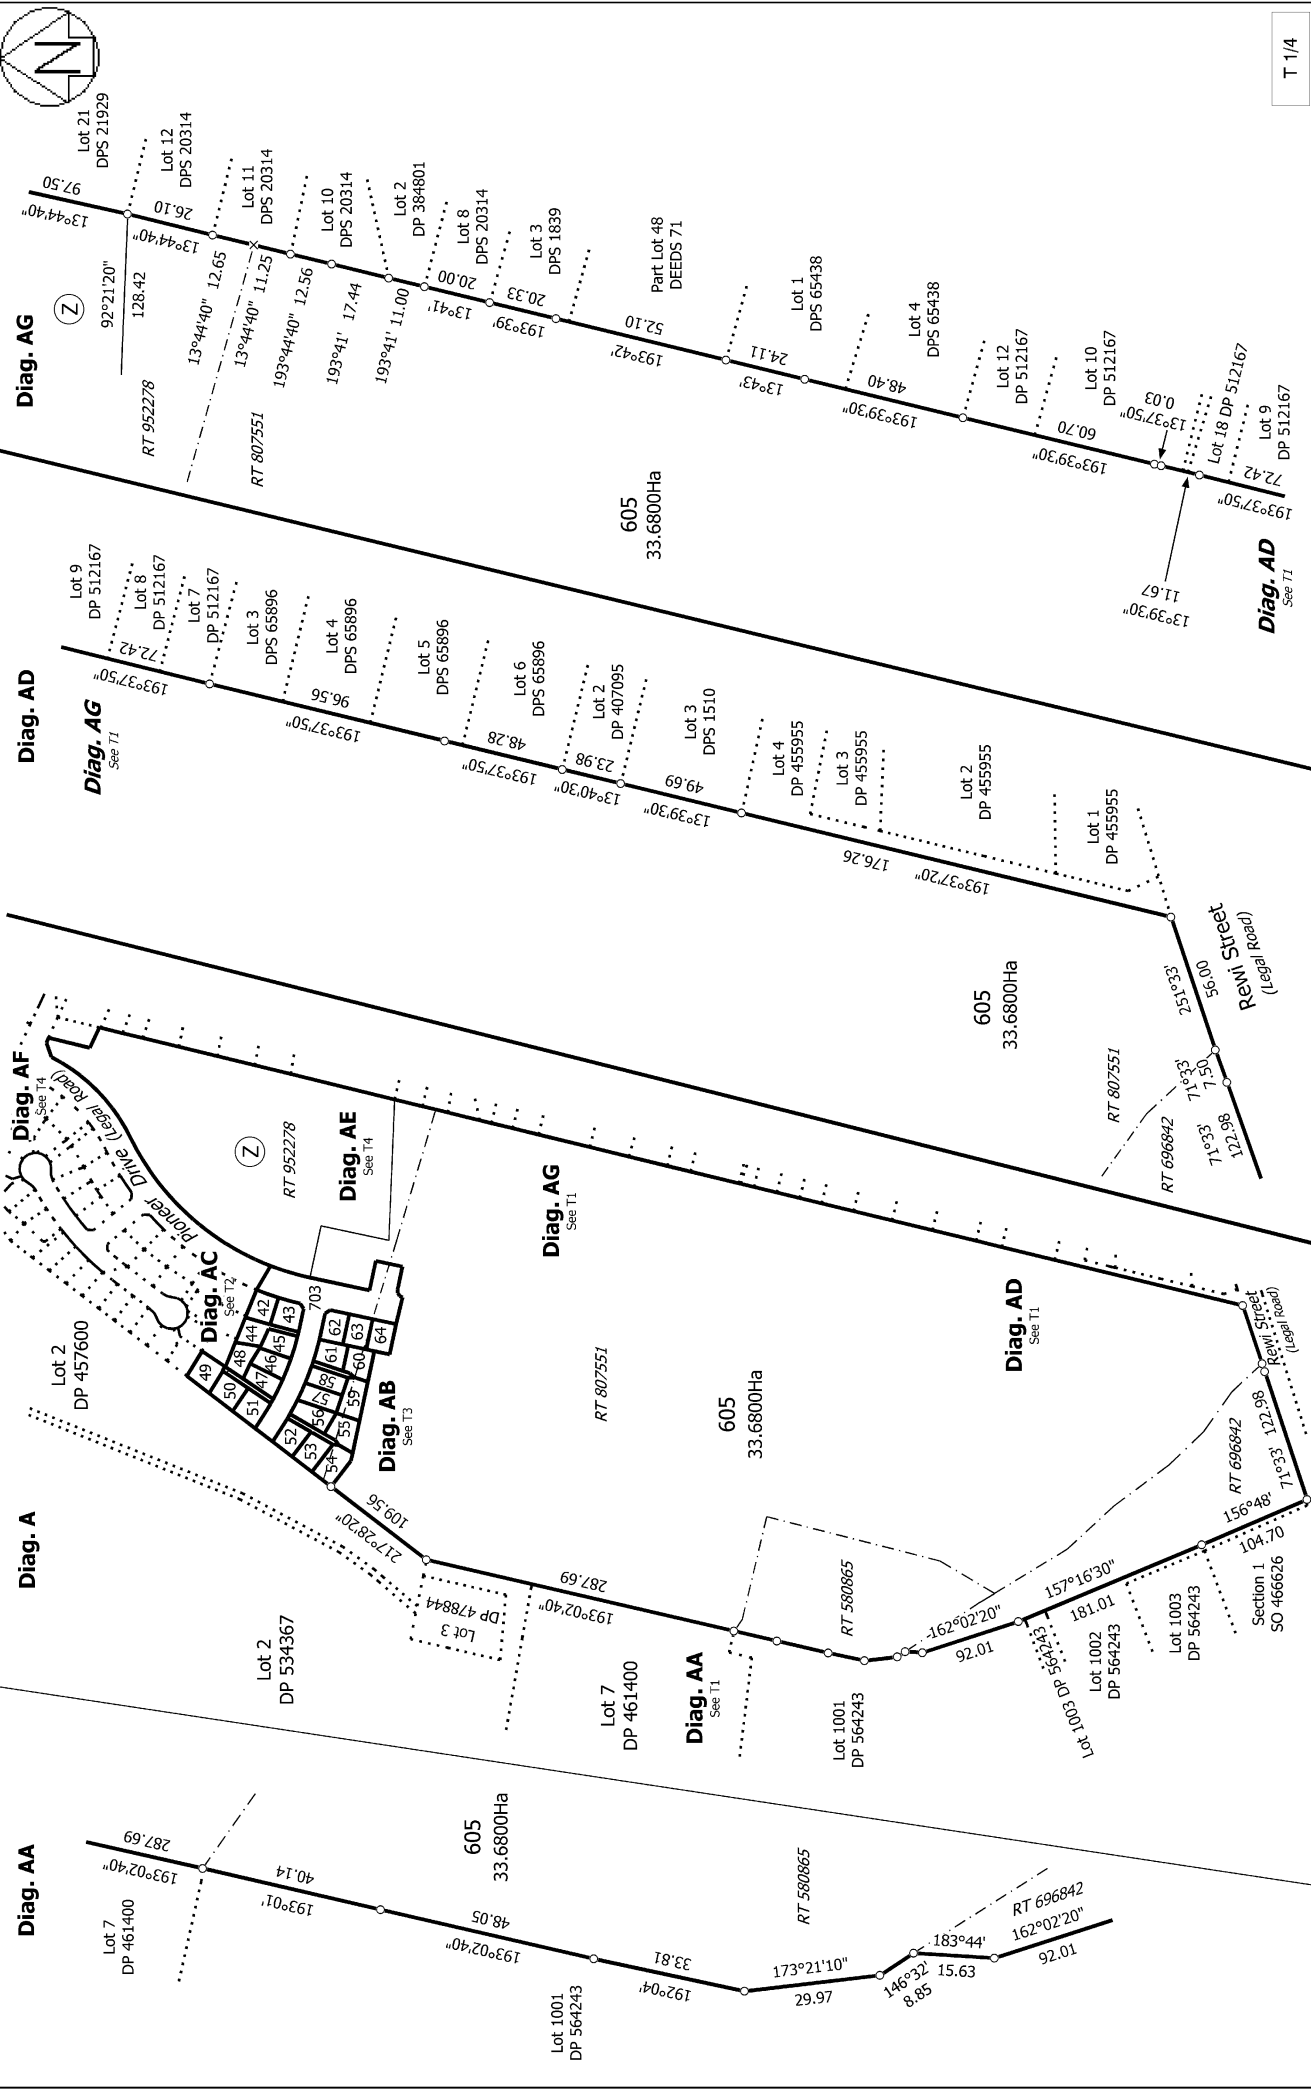 Diag. AA
Lot 7
DP 461400
193°02'40"
287.69
193°01'
40.14
193°02'40"
48.05
605
33.6800Ha
Lot 1001
DP 564243
192°04'
33.81
173°21'10"
29.97
146°32'
8.85
183°44'
15.63
162°02'20"
92.01
RT 580865
RT 696842
Diag. A
Lot 2
DP 457600
Lot 2
DP 534367
Lot 3
DP 478844
Lot 7
DP 461400
Diag. AA
See T1
Lot 1001
DP 564243
Lot 1003 DP 564243
Lot 1002
DP 564243
Lot 1003
DP 564243
Section 1
SO 466626
217°28'20"
109.56
193°02'40"
287.69
162°02'20"
92.01
157°16'30"
181.01
156°48'
104.70
71°33'
122.98
RT 580865
RT 696842
RT 807551
605
33.6800Ha
Rewi Street
(Legal Road)
Diag. AB
See T3
Diag. AC
See T2
Diag. AF
See T4
Pioneer Drive (Legal Road)
Z
RT 952278
Diag. AE
See T4
Diag. AG
See T1
Diag. AD
See T1
42
43
44
45
46
47
48
49
50
51
52
53
54
55
56
57
58
59
60
61
62
63
64
703
Diag. AD
Diag. AG
See T1
Lot 9
DP 512167
Lot 8
DP 512167
Lot 7
DP 512167
Lot 3
DPS 65896
Lot 4
DPS 65896
Lot 5
DPS 65896
Lot 6
DPS 65896
Lot 2
DP 407095
Lot 3
DPS 1510
Lot 4
DP 455955
Lot 3
DP 455955
Lot 2
DP 455955
Lot 1
DP 455955
193°37'50"
72.42
193°37'50"
96.56
193°37'50"
48.28
13°40'30"
23.98
13°39'30"
49.69
193°37'20"
176.26
251°33'
56.00
71°33'
7.50
71°33'
122.98
Rewi Street
(Legal Road)
605
33.6800Ha
RT 807551
RT 696842
Diag. AG
N
Z
92°21'20"
128.42
RT 952278
RT 807551
Lot 21
DPS 21929
Lot 12
DPS 20314
Lot 11
DPS 20314
Lot 10
DPS 20314
Lot 2
DP 384801
Lot 8
DPS 20314
Lot 3
DPS 1839
Part Lot 48
DEEDS 71
Lot 1
DPS 65438
Lot 4
DPS 65438
Lot 12
DP 512167
Lot 10
DP 512167
Lot 18 DP 512167
Lot 9
DP 512167
13°44'40"
97.50
13°44'40"
26.10
13°44'40" 12.65
13°44'40" 11.25
193°44'40" 12.56
193°41' 17.44
193°41' 11.00
13°41'
20.00
193°39'
20.33
193°42'
52.10
13°43'
24.11
193°39'30"
48.40
193°39'30"
60.70
13°37'50"
0.03
13°39'30"
11.67
193°37'50"
72.42
605
33.6800Ha
Diag. AD
See T1
T 1/4